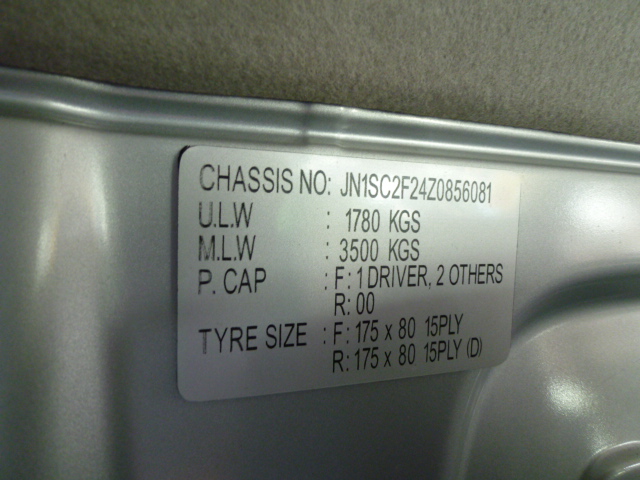 CHASSIS NO: JN1SC2F24Z0856081
U.L.W : 1780 KGS
M.L.W : 3500 KGS
P. CAP : F: 1 DRIVER, 2 OTHERS
R: 00
TYRE SIZE : F: 175 x 80 15PLY
R: 175 x 80 15PLY (D)